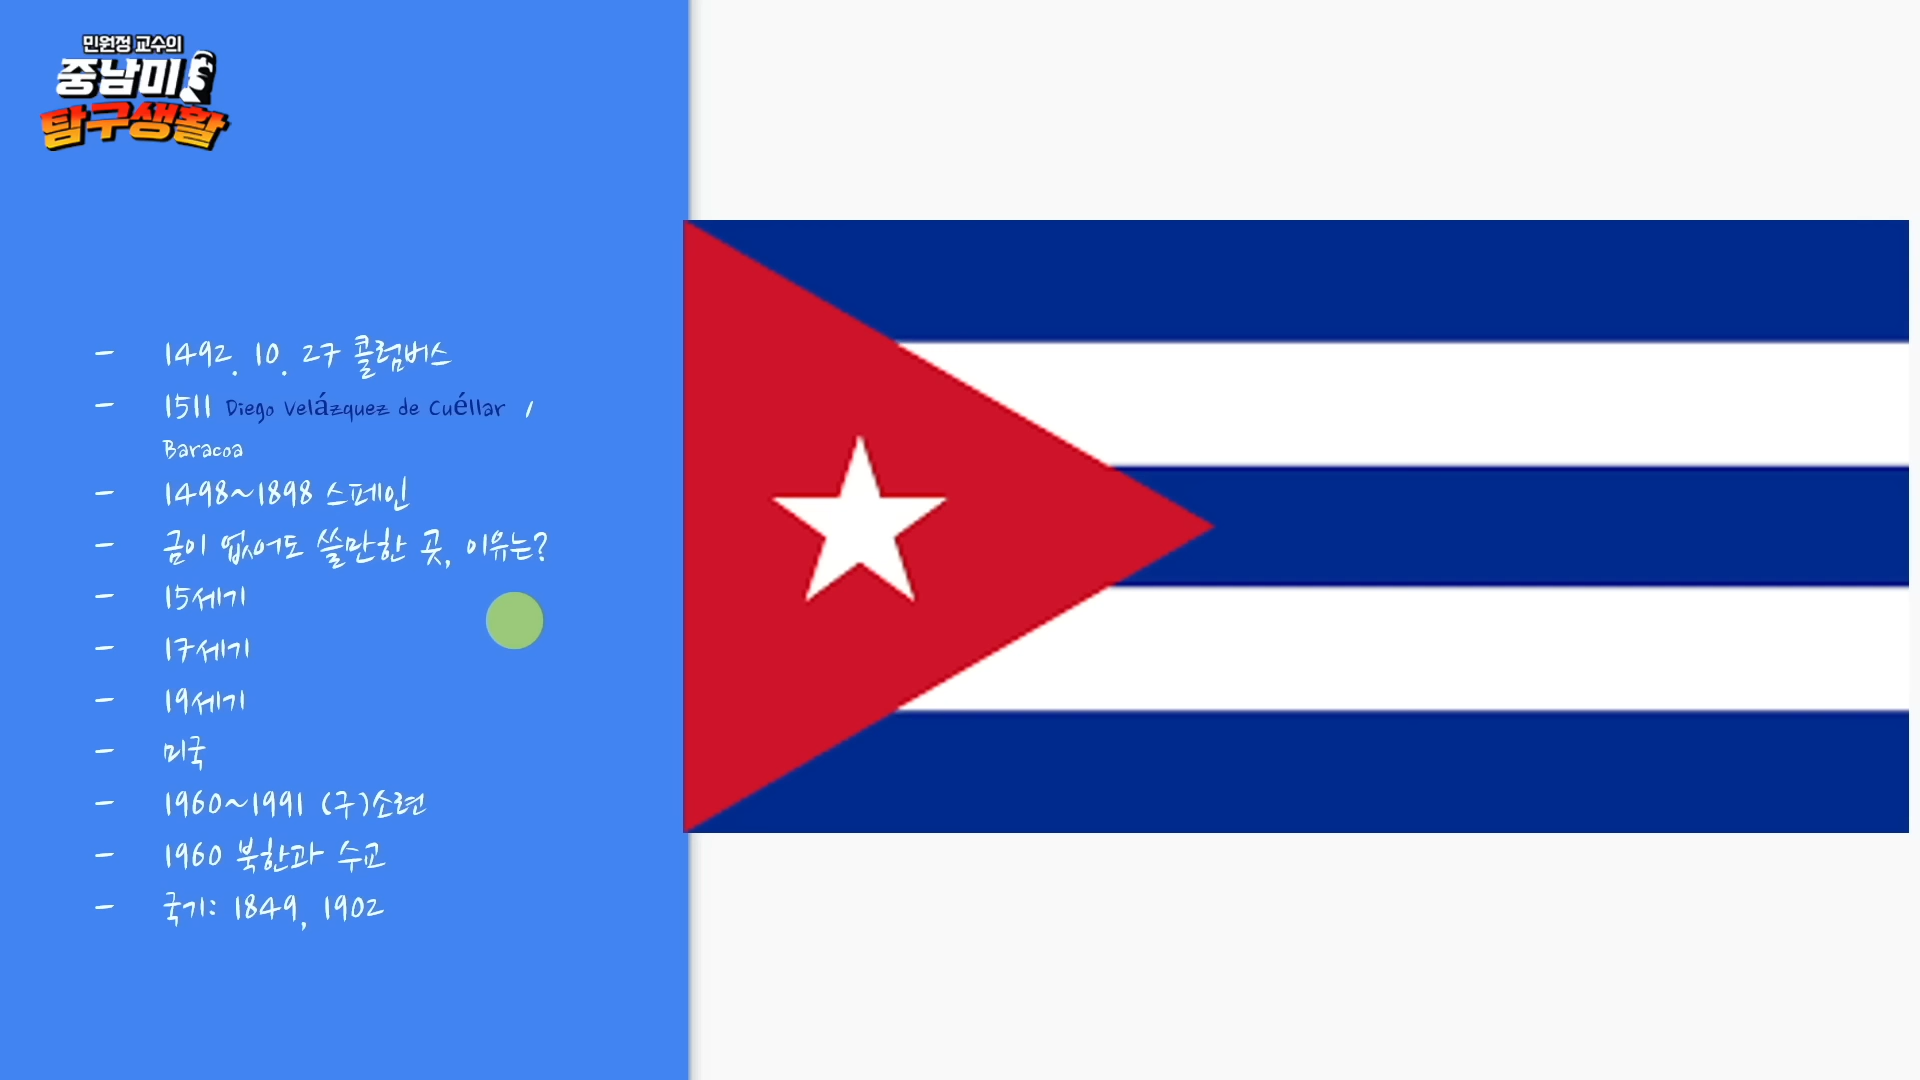 민원정 교수의
중남미
탐구생활
- 1492. 10. 27 콜럼버스
- 1511 Diego Velázquez de Cuéllar /
Baracoa
- 1498~1898 스페인
- 금이 없어도 쓸만한 곳, 이유는?
- 15세기
- 17세기
- 19세기
- 미국
- 1960~1991 (구)소련
- 1960 북한과 수교
- 국기: 1849, 1902